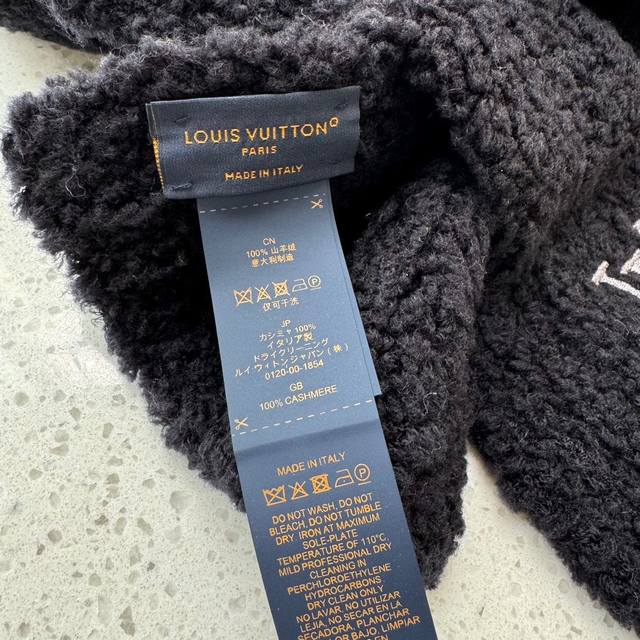 LOUIS VUITTON
PARIS
MADE IN ITALY
CN
100% 山羊绒
意大利制造
仅可干洗
JP
カシミヤ 100%
イタリア製
ドライクリーニング
ルイ ヴィトン ジャパン (株)
0120-00-1854
GB
100% CASHMERE
MADE IN ITALY
DO NOT WASH, DO NOT
BLEACH, DO NOT TUMBLE
DRY, IRON AT MAXIMUM
SOLE-PLATE
TEMPERATURE OF 110°C,
MILD PROFESSIONAL DRY
CLEANING IN
PERCHLOROETHYLENE
HYDROCARBONS
DRY CLEAN ONLY
NO LAVAR, NO UTILIZAR
LEJÍA, NO SECAR EN LA
SECADORA, PLANCHAR
POR BAJO, LIMPIAR